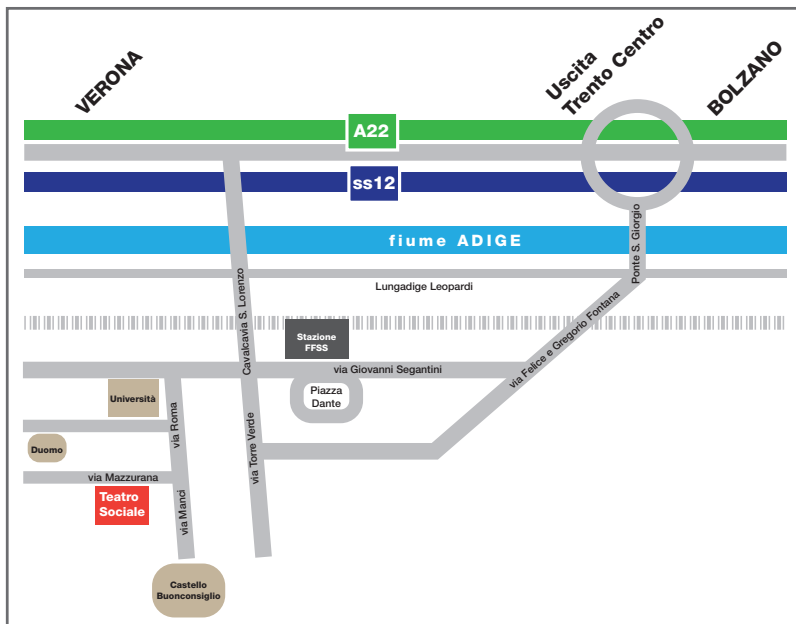 VERONA
Uscita
Trento Centro
BOLZANO
A22
ss12
fiume ADIGE
Ponte S. Giorgio
Lungadige Leopardi
Cavalcavia S. Lorenzo
Stazione
FFSS
via Felice e Gregorio Fontana
via Giovanni Segantini
Piazza
Dante
Università
via Roma
Duomo
via Torre Verde
via Mazzurana
Teatro
Sociale
via Manci
Castello
Buonconsiglio